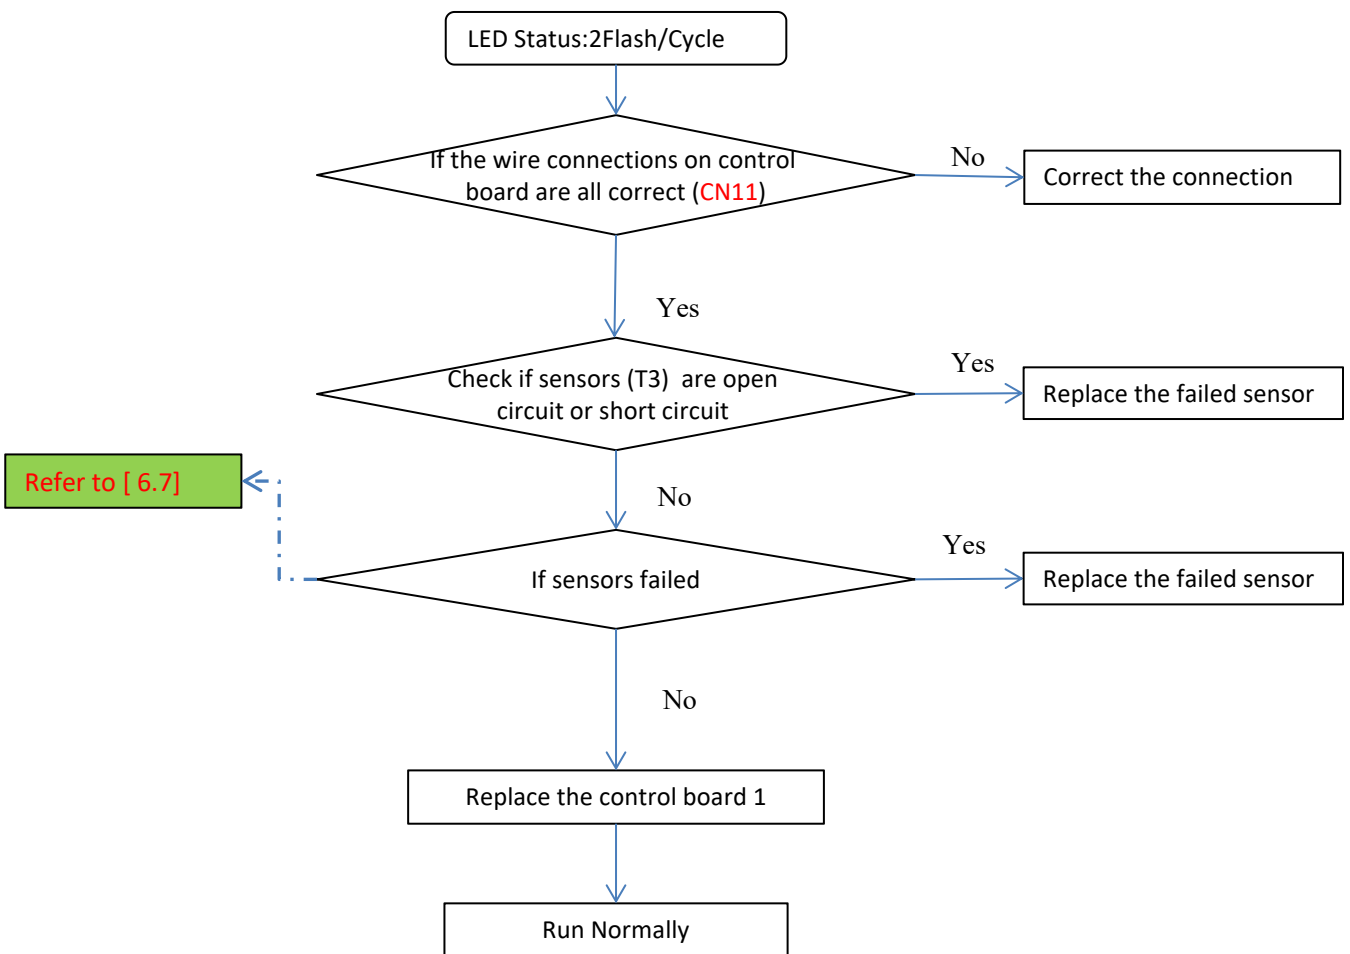 LED Status:2Flash/Cycle
If the wire connections on control
board are all correct (CN11)
No
Correct the connection
Yes
Check if sensors (T3) are open
circuit or short circuit
Yes
Replace the failed sensor
Refer to [ 6.7]
No
If sensors failed
Yes
Replace the failed sensor
No
Replace the control board 1
Run Normally